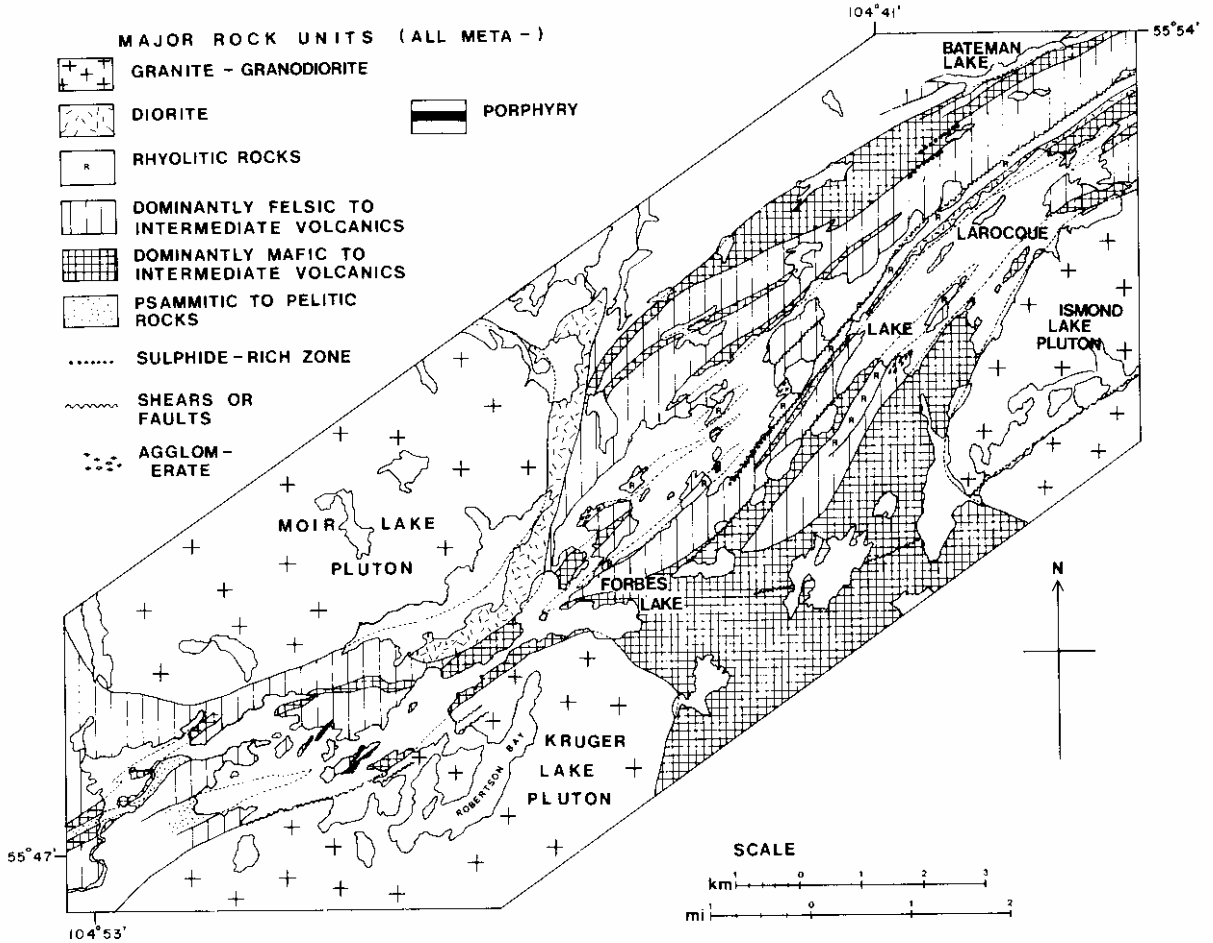 MAJOR ROCK UNITS (ALL META-)
GRANITE - GRANODIORITE
DIORITE
PORPHYRY
R
RHYOLITIC ROCKS
DOMINANTLY FELSIC TO
INTERMEDIATE VOLCANICS
DOMINANTLY MAFIC TO
INTERMEDIATE VOLCANICS
PSAMMITIC TO PELITIC
ROCKS
SULPHIDE-RICH ZONE
SHEARS OR
FAULTS
AGGLOM-
ERATE
104°41'
55°54'
BATEMAN
LAKE
R
R
LAROCQUE
R
LAKE
ISMOND
LAKE
PLUTON
R
R
R
R
R
R
R
R
R
MOIR LAKE
PLUTON
FORBES
LAKE
N
KRUGER
LAKE
PLUTON
ROBERTSON BAY
55°47'
104°53'
SCALE
km 1 0 1 2 3
mi 1 0 1 2